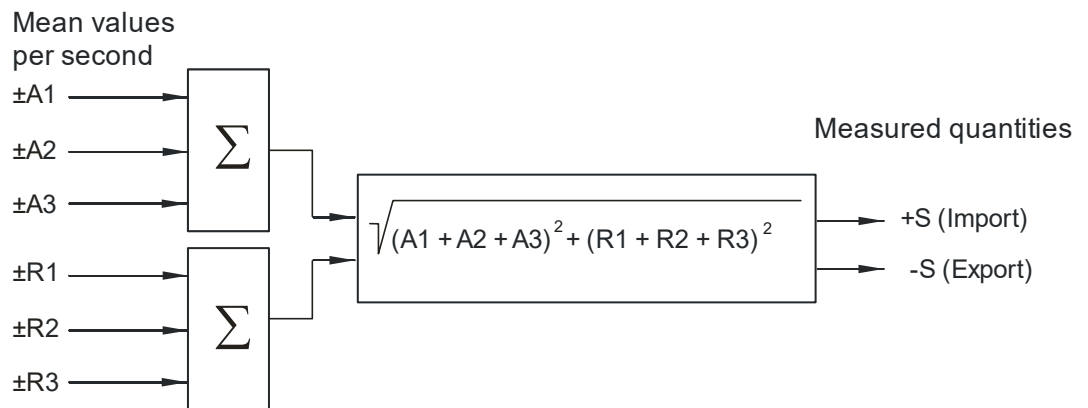 Mean values
per second
±A1
±A2
±A3
∑
±R1
±R2
±R3
∑
√(A1 + A2 + A3)² + (R1 + R2 + R3)²
Measured quantities
+S (Import)
-S (Export)